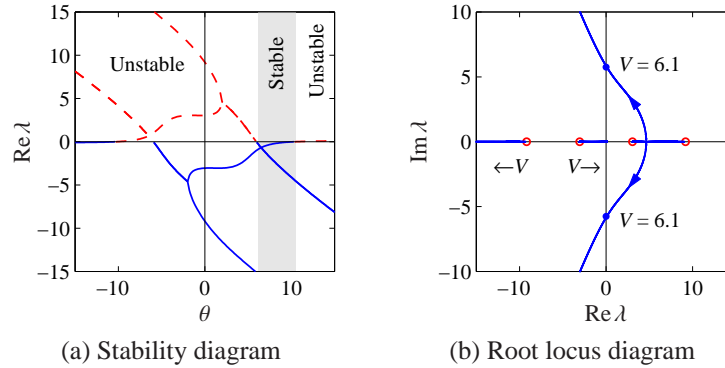 15
10
5
0
−5
−10
−15
Re λ
Unstable
Stable
Unstable
−10
0
10
θ
(a) Stability diagram
10
5
0
−5
−10
Im λ
V = 6.1
←V
V→
V = 6.1
−10
0
10
Re λ
(b) Root locus diagram